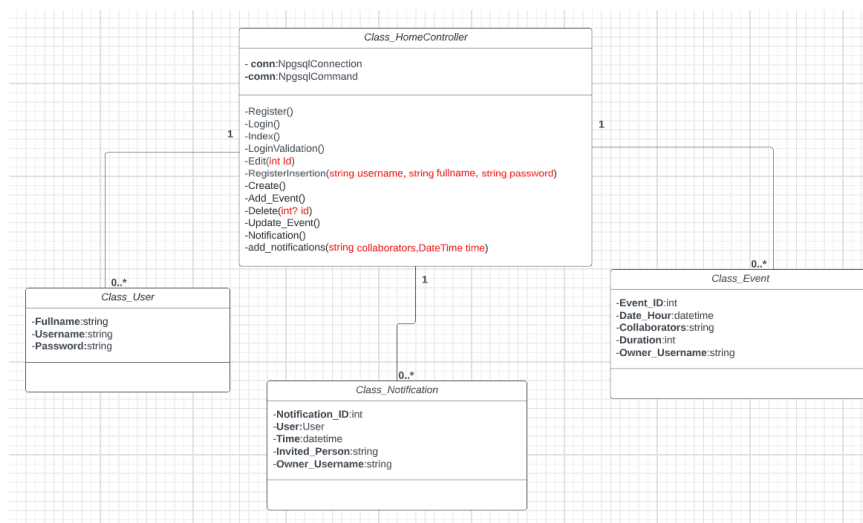 Class_HomeController
- conn:NpgsqlConnection
-comn:NpgsqlCommand
-Register()
-Login()
-Index()
-LoginValidation()
-Edit(int Id)
-RegisterInsertion(string username, string fullname, string password)
-Create()
-Add_Event()
-Delete(int? id)
-Update_Event()
-Notification()
-add_notifications(string collaborators,DateTime time)
1
1
1
0..*
0..*
0..*
Class_User
-Fullname:string
-Username:string
-Password:string
Class_Notification
-Notification_ID:int
-User:User
-Time:datetime
-Invited_Person:string
-Owner_Username:string
Class_Event
-Event_ID:int
-Date_Hour:datetime
-Collaborators:string
-Duration:int
-Owner_Username:string